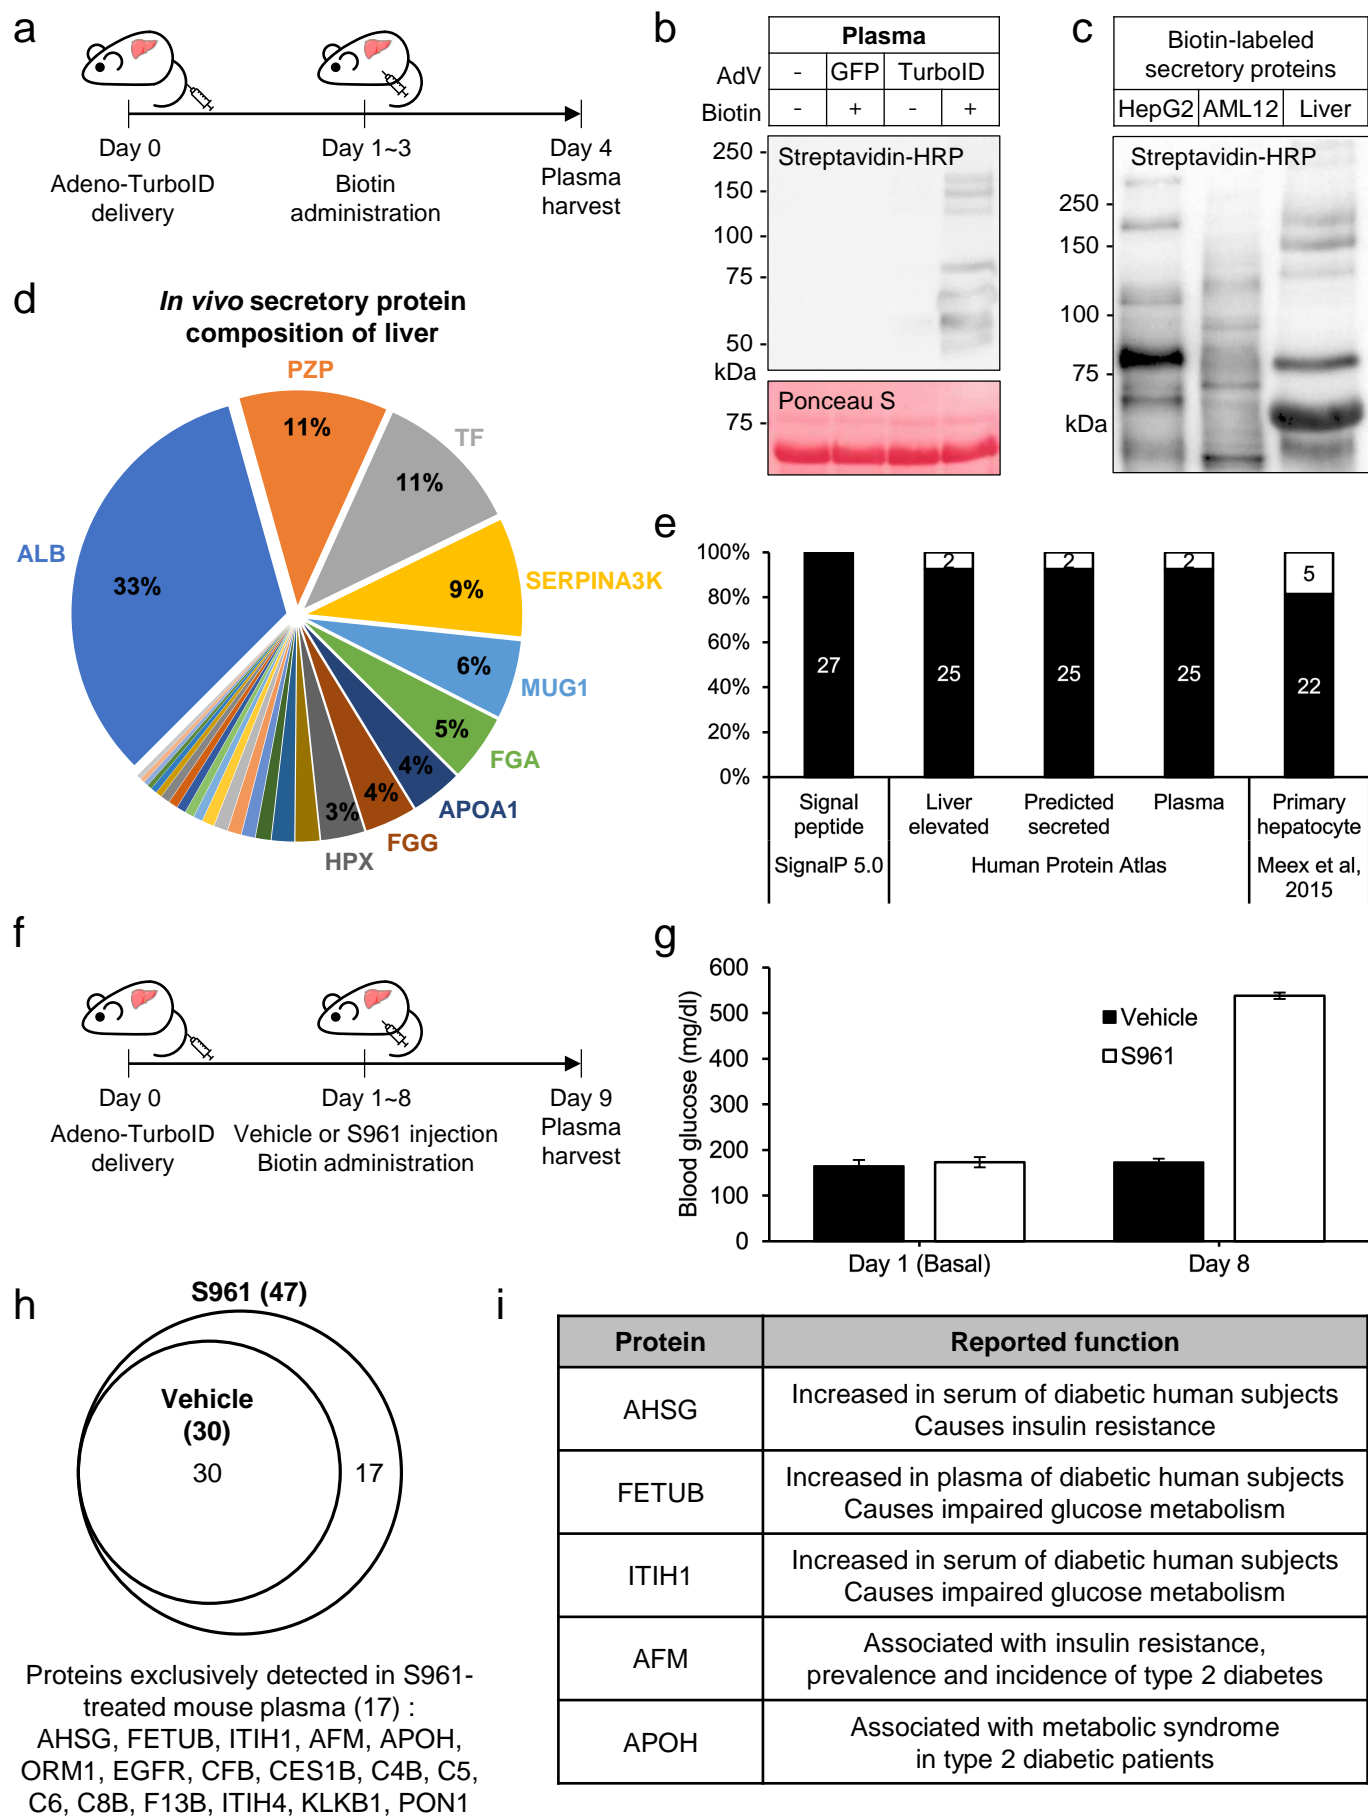 a
Day 0
Adeno-TurboID
delivery
Day 1~3
Biotin
administration
Day 4
Plasma
harvest
b
Plasma
AdV
-
GFP
TurboID
Biotin
-
+
-
+
Streptavidin-HRP
250 -
150 -
100 -
75 -
50 -
kDa
Ponceau S
75 -
c
Biotin-labeled
secretory proteins
HepG2
AML12
Liver
Streptavidin-HRP
250 -
150 -
100 -
75 -
kDa
d
In vivo secretory protein
composition of liver
PZP
11%
TF
11%
SERPINA3K
9%
MUG1
6%
FGA
5%
APOA1
4%
FGG
4%
HPX
3%
ALB
33%
e
100%
80%
60%
40%
20%
0%
27
2
25
2
25
2
25
5
22
Signal
peptide
Liver
elevated
Predicted
secreted
Plasma
Primary
hepatocyte
SignalP 5.0
Human Protein Atlas
Meex et al,
2015
f
Day 0
Adeno-TurboID
delivery
Day 1~8
Vehicle or S961 injection
Biotin administration
Day 9
Plasma
harvest
g
Blood glucose (mg/dl)
600
500
400
300
200
100
0
Vehicle
S961
Day 1 (Basal)
Day 8
h
S961 (47)
Vehicle
(30)
30
17
Proteins exclusively detected in S961-
treated mouse plasma (17) :
AHSG, FETUB, ITIH1, AFM, APOH,
ORM1, EGFR, CFB, CES1B, C4B, C5,
C6, C8B, F13B, ITIH4, KLKB1, PON1
i
Protein
Reported function
AHSG
Increased in serum of diabetic human subjects
Causes insulin resistance
FETUB
Increased in plasma of diabetic human subjects
Causes impaired glucose metabolism
ITIH1
Increased in serum of diabetic human subjects
Causes impaired glucose metabolism
AFM
Associated with insulin resistance,
prevalence and incidence of type 2 diabetes
APOH
Associated with metabolic syndrome
in type 2 diabetic patients